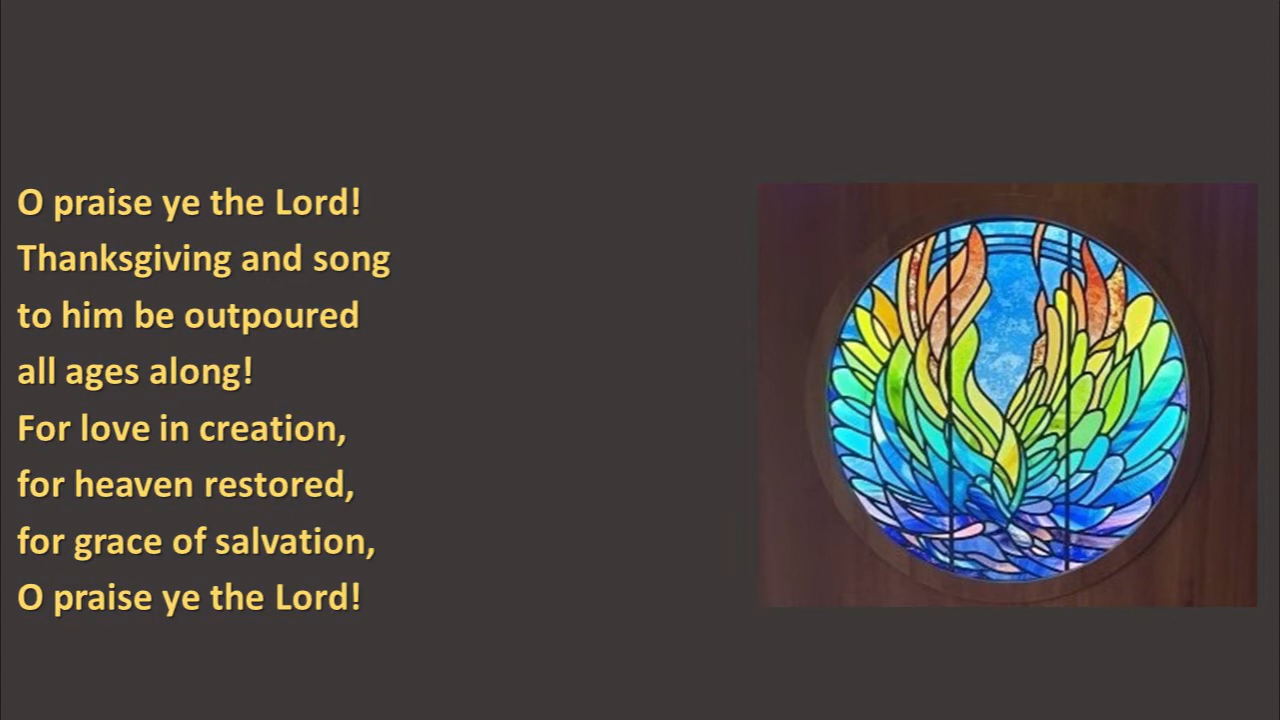 O praise ye the Lord!
Thanksgiving and song
to him be outpoured
all ages along!
For love in creation,
for heaven restored,
for grace of salvation,
O praise ye the Lord!